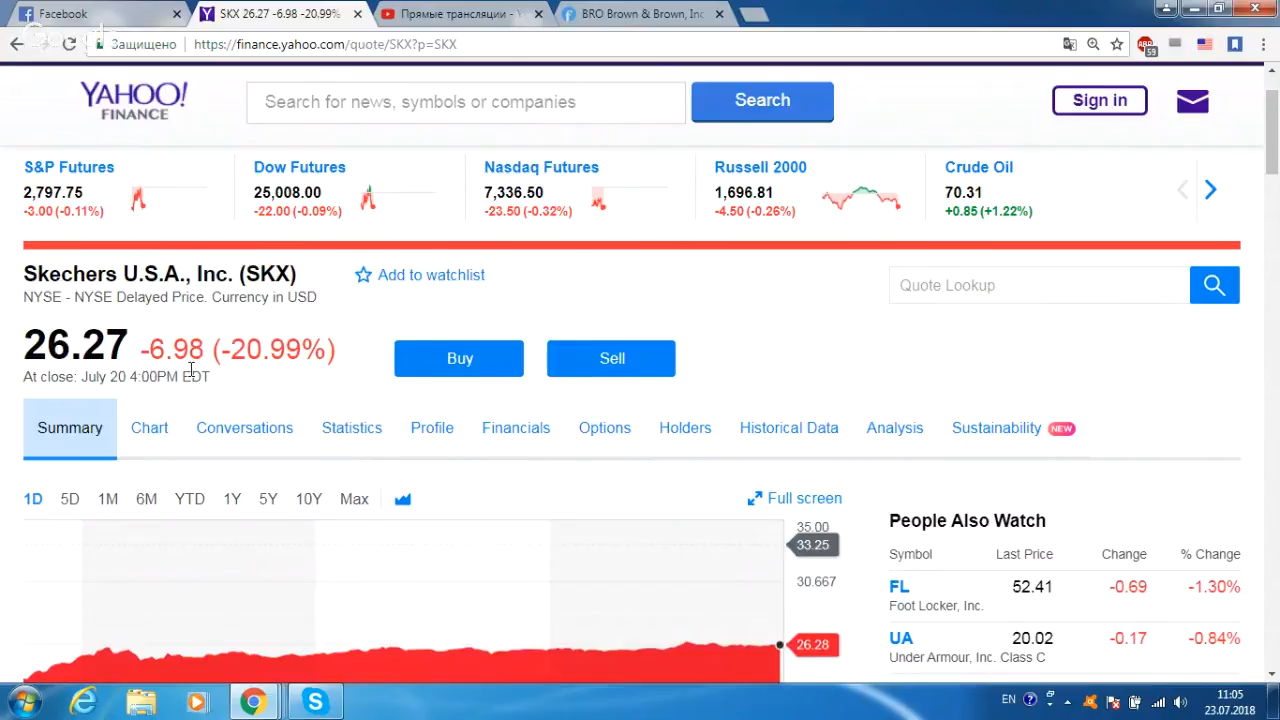 Facebook
SKX 26.27 -6.98 -20.99%
Прямые трансляции - Y
BRO Brown & Brown, Inc.
Защищено
https://finance.yahoo.com/quote/SKX?p=SKX
ABP
59
YAHOO!
FINANCE
Search for news, symbols or companies
Search
Sign in
S&P Futures
2,797.75
-3.00 (-0.11%)
Dow Futures
25,008.00
-22.00 (-0.09%)
Nasdaq Futures
7,336.50
-23.50 (-0.32%)
Russell 2000
1,696.81
-4.50 (-0.26%)
Crude Oil
70.31
+0.85 (+1.22%)
Skechers U.S.A., Inc. (SKX)
Add to watchlist
NYSE - NYSE Delayed Price. Currency in USD
Quote Lookup
26.27 -6.98 (-20.99%)
At close: July 20 4:00PM EDT
Buy
Sell
Summary Chart Conversations Statistics Profile Financials Options Holders Historical Data Analysis Sustainability NEW
1D 5D 1M 6M YTD 1Y 5Y 10Y Max
Full screen
35.00
33.25
30.667
26.28
People Also Watch
Symbol Last Price Change % Change
FL 52.41 -0.69 -1.30%
Foot Locker, Inc.
UA 20.02 -0.17 -0.84%
Under Armour, Inc. Class C
EN
11:05
23.07.2018